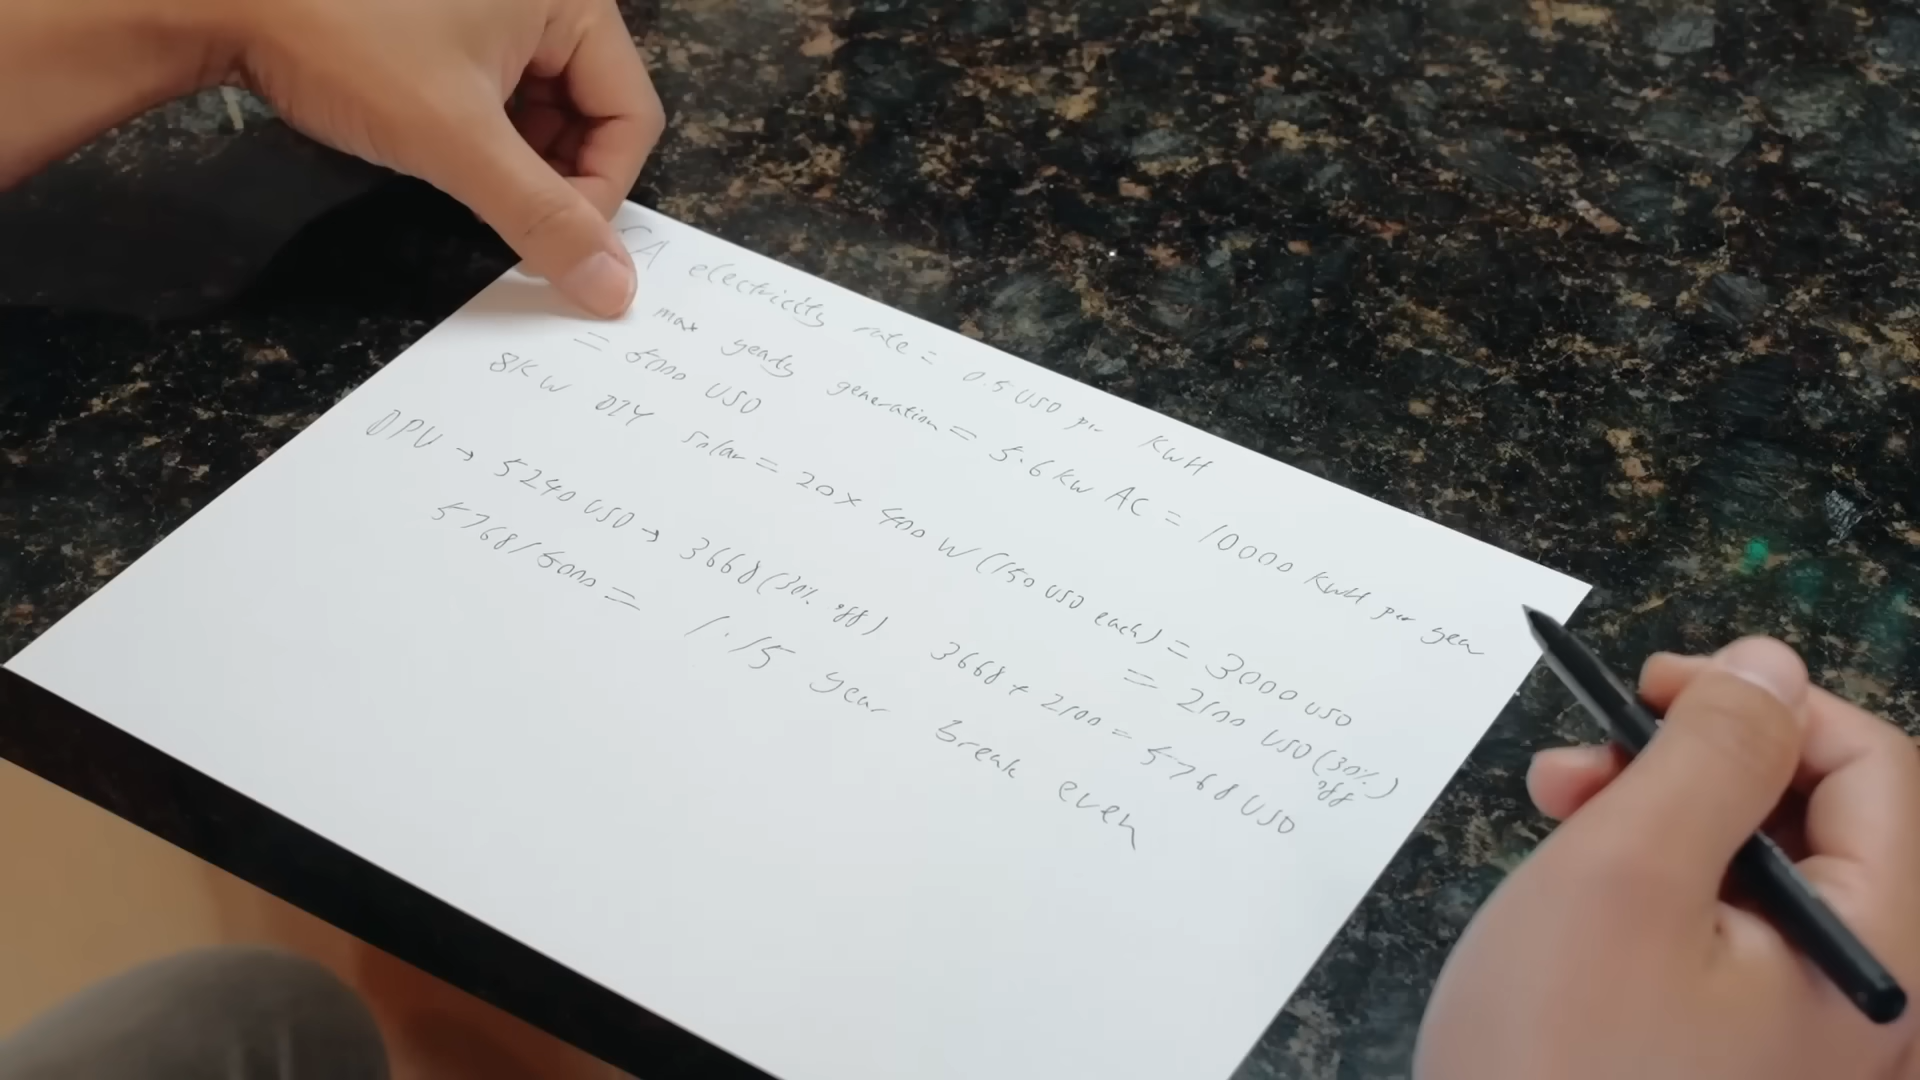 CA electricity rate = 0.5 USD per KWH
max yearly generation = 5.6 KW AC = 10000 KWH per year
= 5000 USD
8KW DIY Solar = 20 x 400 W (150 USD each) = 3000 USD
= 2100 USD (30% off)
DPU → 5240 USD → 3668 (30% off) 3668 + 2100 = 5768 USD
5768 / 5000 = 1.15 year break even